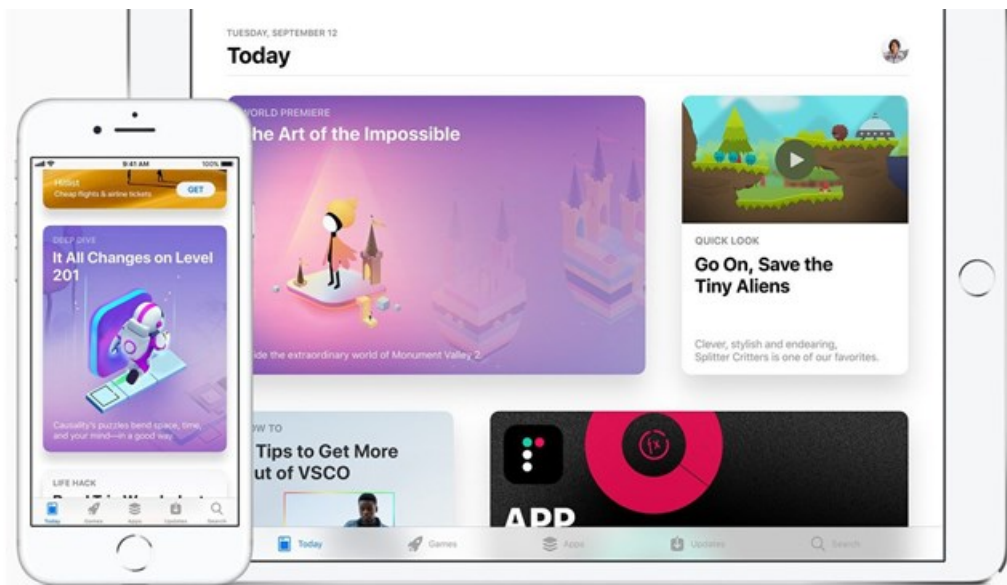 TUESDAY, SEPTEMBER 12
Today
WORLD PREMIERE
he Art of the Impossible
ide the extraordinary world of Monument Valley 2.
QUICK LOOK
Go On, Save the
Tiny Aliens
Clever, stylish and endearing,
Splitter Critters is one of our favorites.
OW TO
Tips to Get More
ut of VSCO
APP
Today
Games
Apps
Updates
Search
9:41 AM
100%
Hitlist
Cheap flights & airline tickets
GET
DEEP DIVE
It All Changes on Level
201
Causality's puzzles bend space, time,
and your mind—in a good way.
LIFE HACK
Today
Games
Apps
Updates
Search